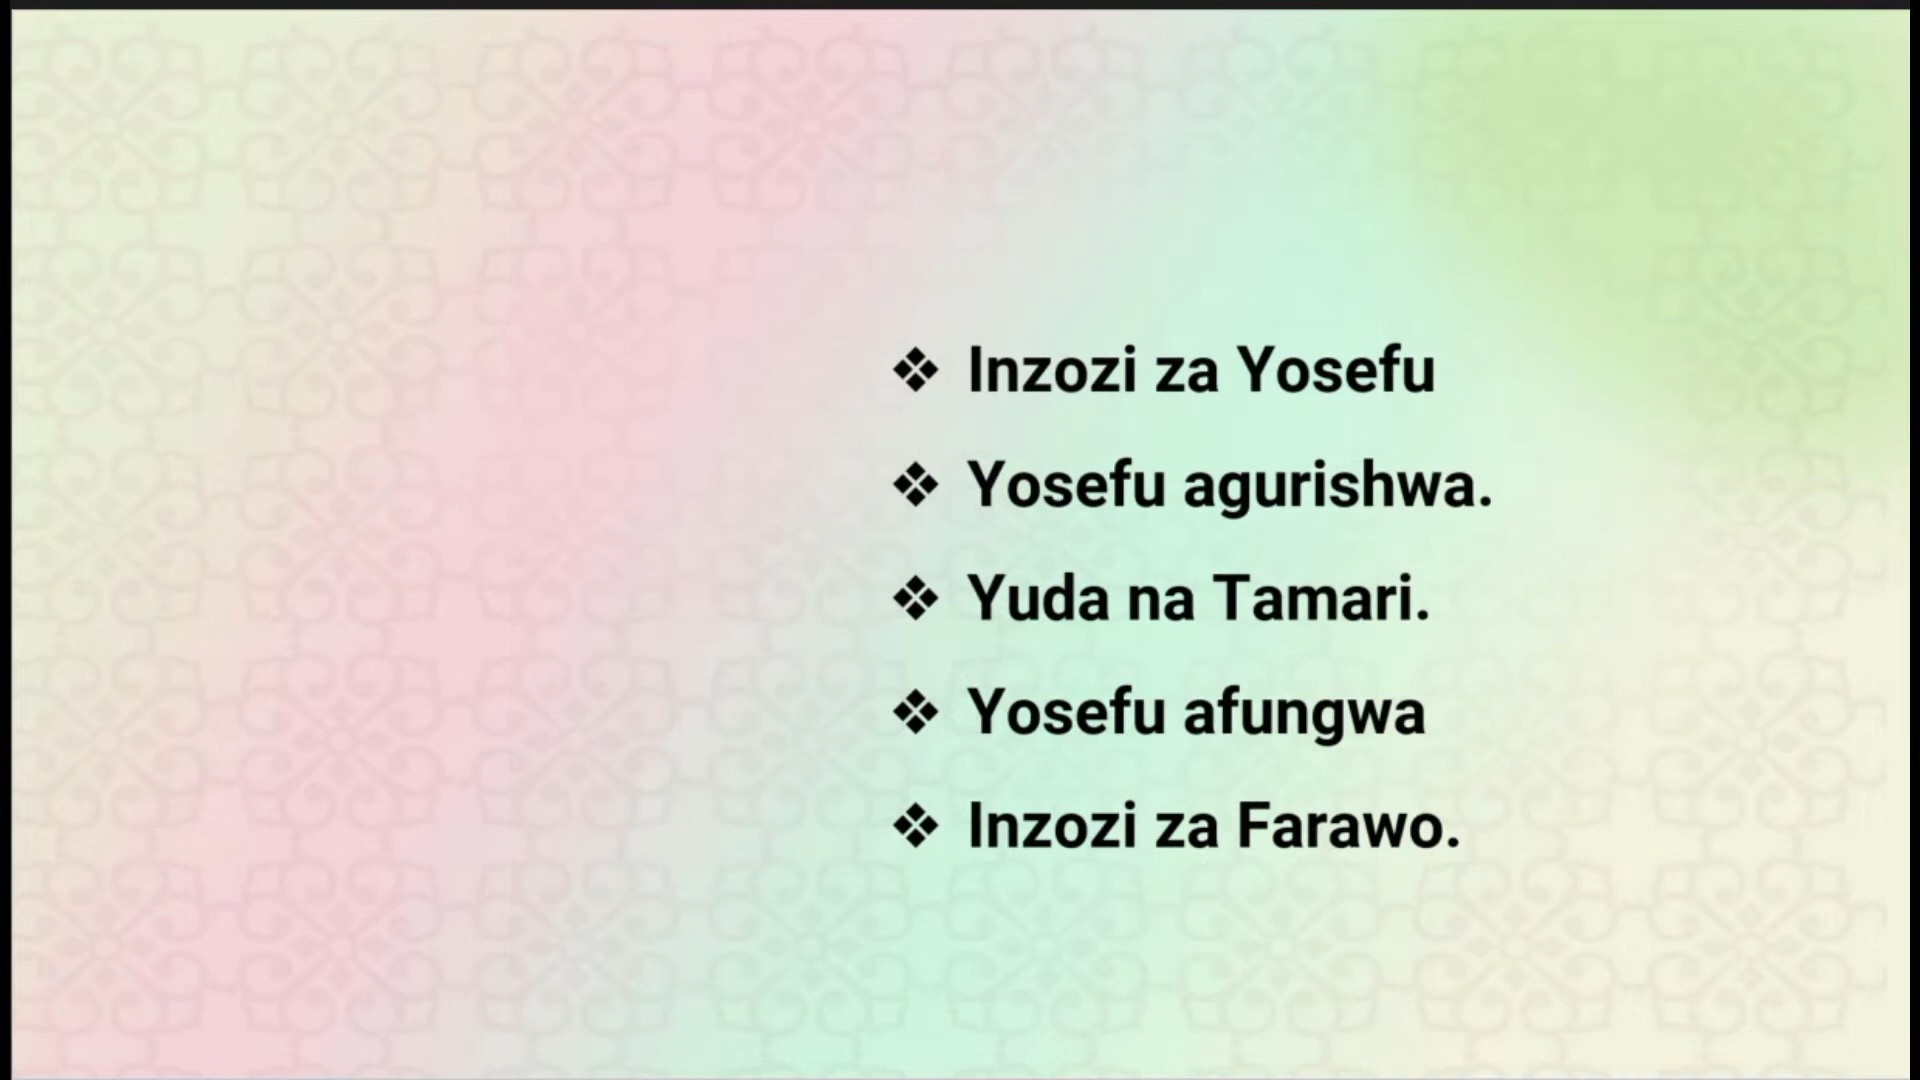 ❖ Inzozi za Yosefu
❖ Yosefu agurishwa.
❖ Yuda na Tamari.
❖ Yosefu afungwa
❖ Inzozi za Farawo.